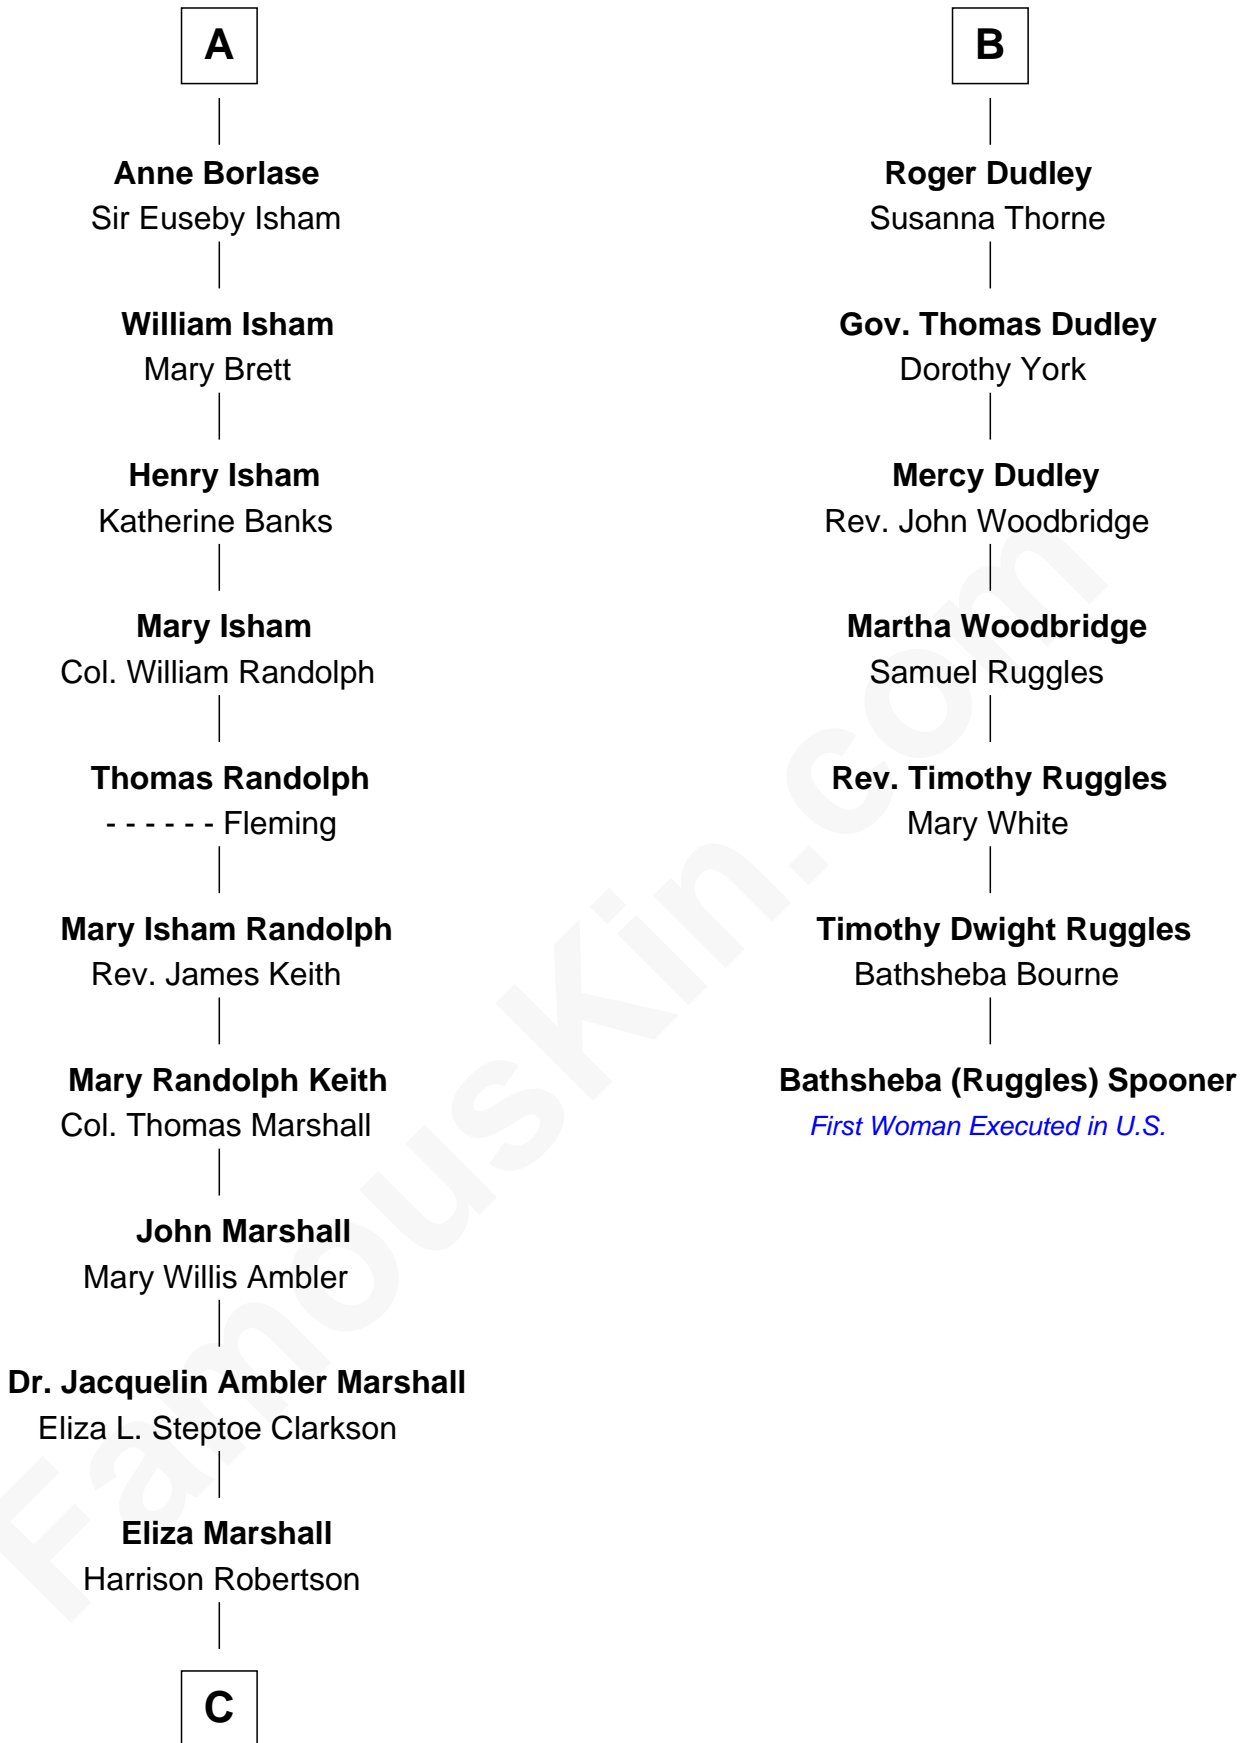 A
Anne Borlase
Sir Euseby Isham
William Isham
Mary Brett
Henry Isham
Katherine Banks
Mary Isham
Col. William Randolph
Thomas Randolph
- - - - - - Fleming
Mary Isham Randolph
Rev. James Keith
Mary Randolph Keith
Col. Thomas Marshall
John Marshall
Mary Willis Ambler
Dr. Jacquelin Ambler Marshall
Eliza L. Steptoe Clarkson
Eliza Marshall
Harrison Robertson
C
B
Roger Dudley
Susanna Thorne
Gov. Thomas Dudley
Dorothy York
Mercy Dudley
Rev. John Woodbridge
Martha Woodbridge
Samuel Ruggles
Rev. Timothy Ruggles
Mary White
Timothy Dwight Ruggles
Bathsheba Bourne
Bathsheba (Ruggles) Spooner
First Woman Executed in U.S.
FamousKin.com